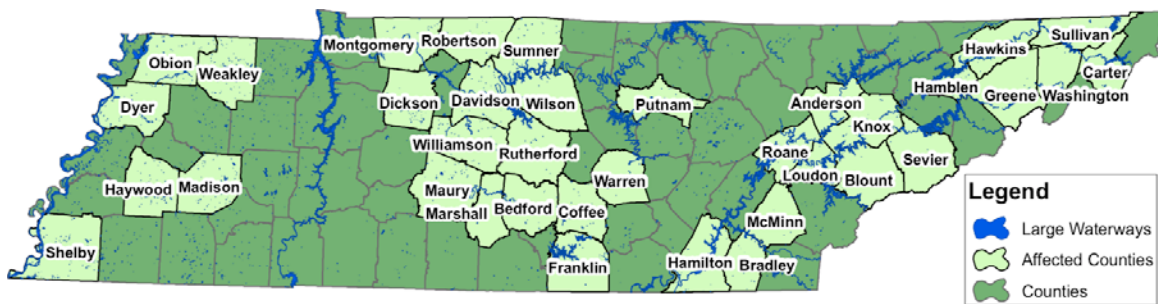 Montgomery
Robertson
Sumner
Obion
Weakley
Dyer
Dickson
Davidson
Wilson
Putnam
Anderson
Knox
Hawkins
Sullivan
Carter
Hamblen
Greene
Washington
Williamson
Rutherford
Roane
Loudon
Blount
Sevier
Haywood
Madison
Maury
Marshall
Bedford
Coffee
Warren
McMinn
Shelby
Franklin
Hamilton
Bradley
Legend
Large Waterways
Affected Counties
Counties